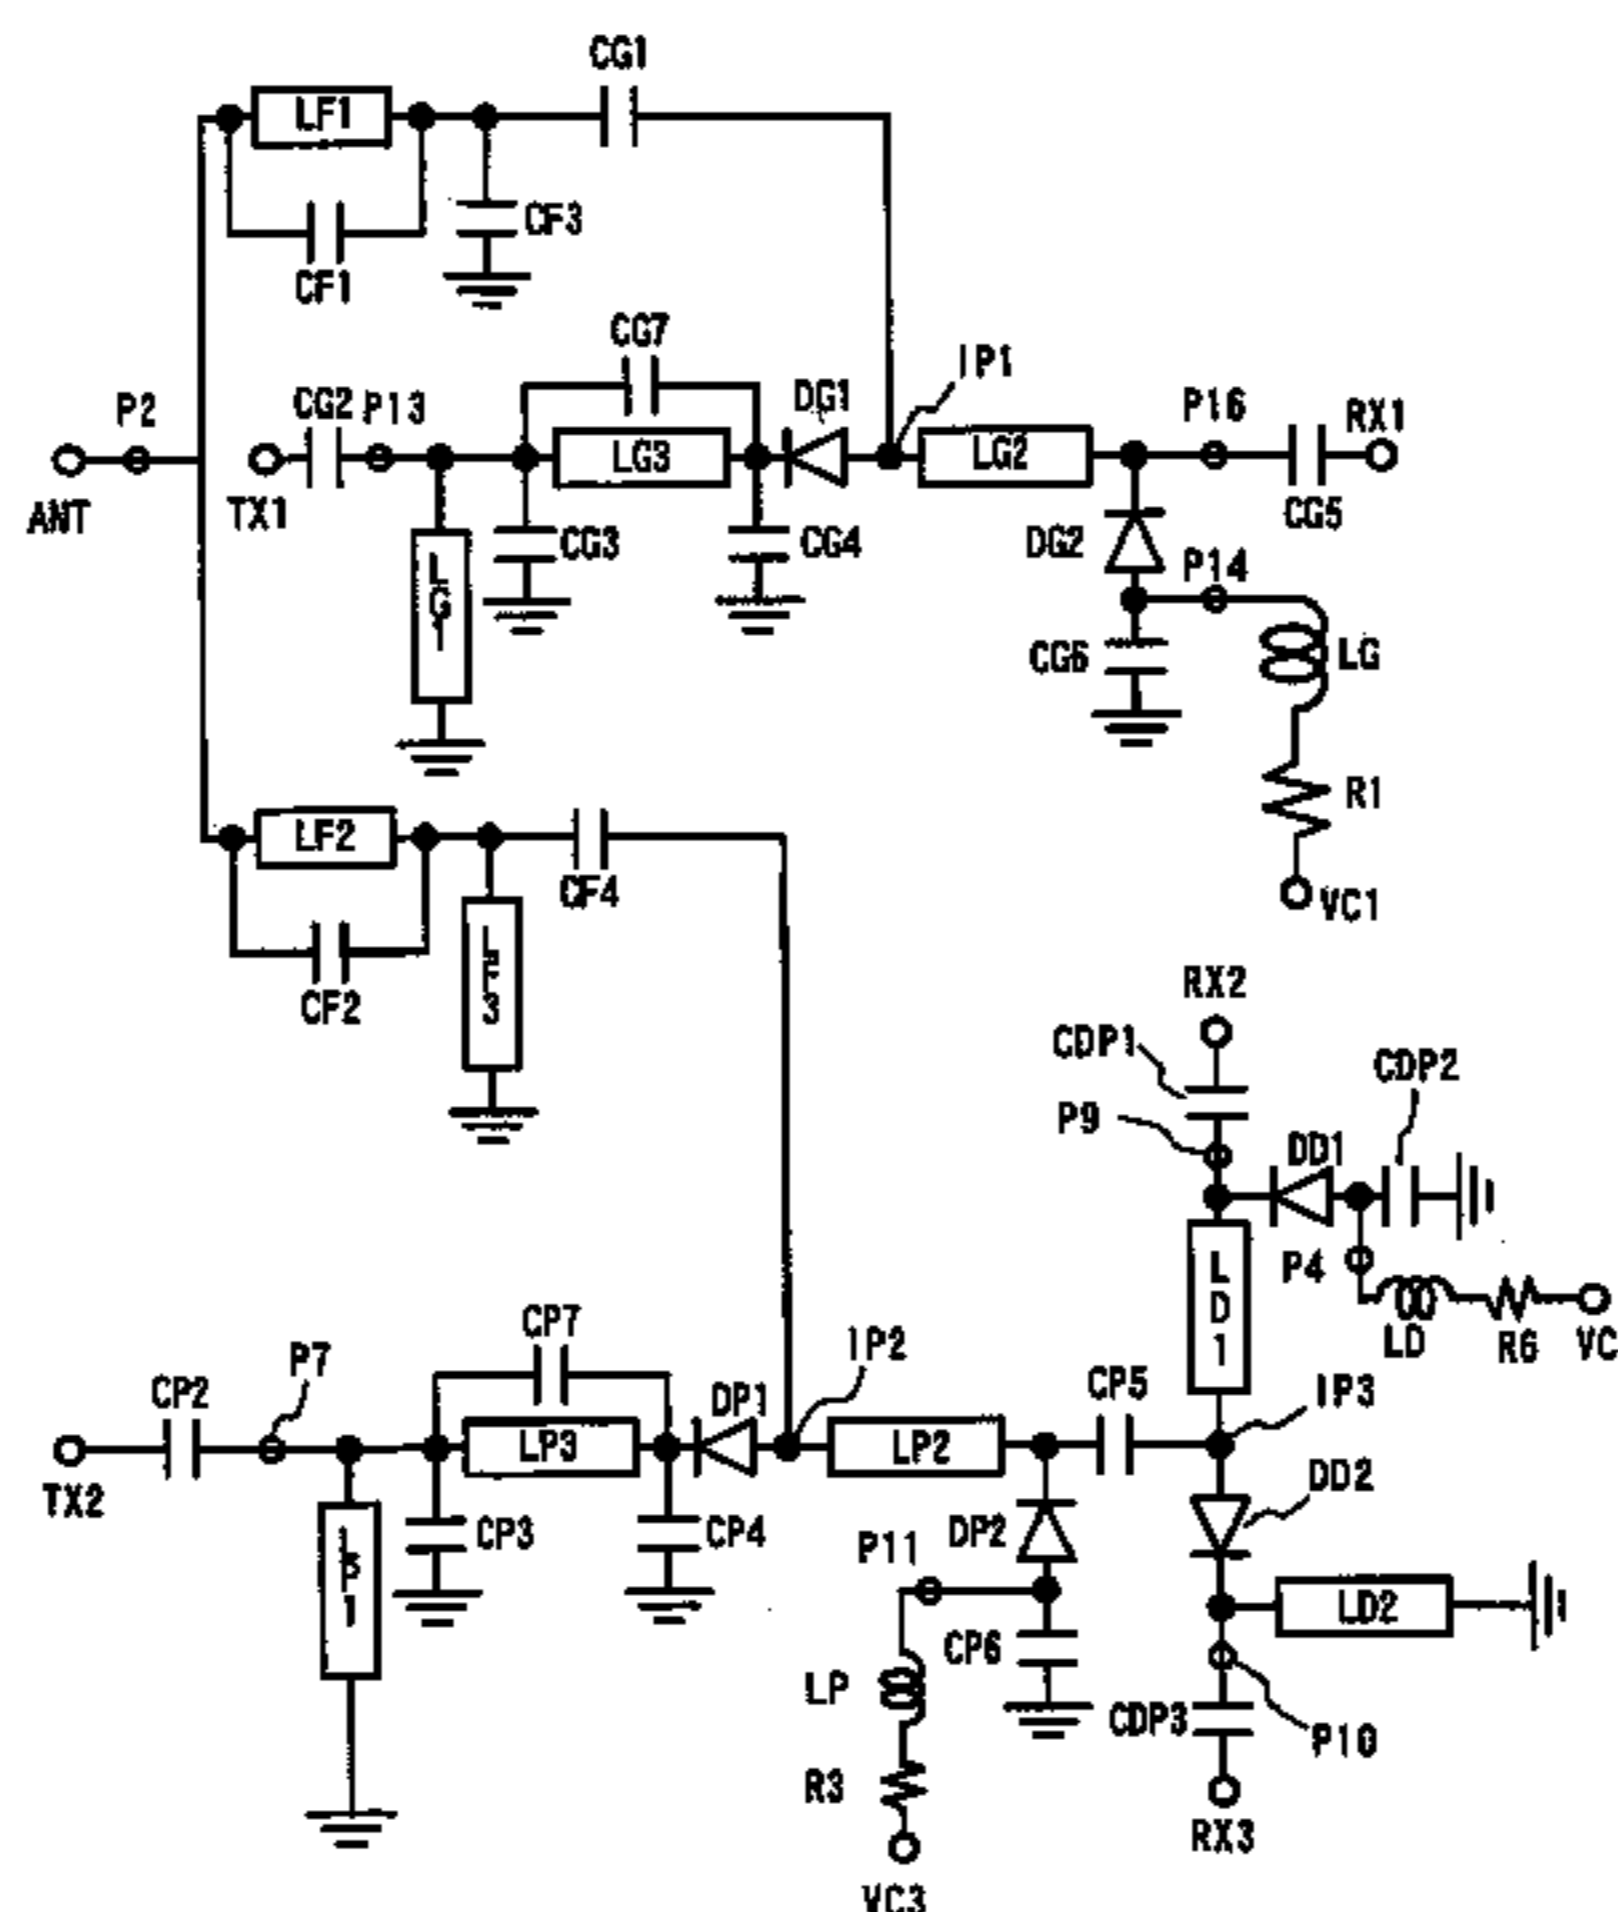 CG1
LF1
CF3
CF1
CG7
IP1
P2
CG2
P13
DG1
P16
RX1
LG3
LG2
ANT
TX1
CG3
CG4
DG2
CG5
LG1
P14
CG6
LG
R1
LF2
CF4
VC1
LF3
CF2
RX2
CDP1
CDP2
P9
DD1
LD1
P4
LD
R6
VC
CP7
IP2
P7
CP2
DP1
CP5
IP3
LP3
LP2
DD2
TX2
CP3
CP4
P11
DP2
LP1
LD2
CP6
LP
CDP3
P10
R3
RX3
VC3